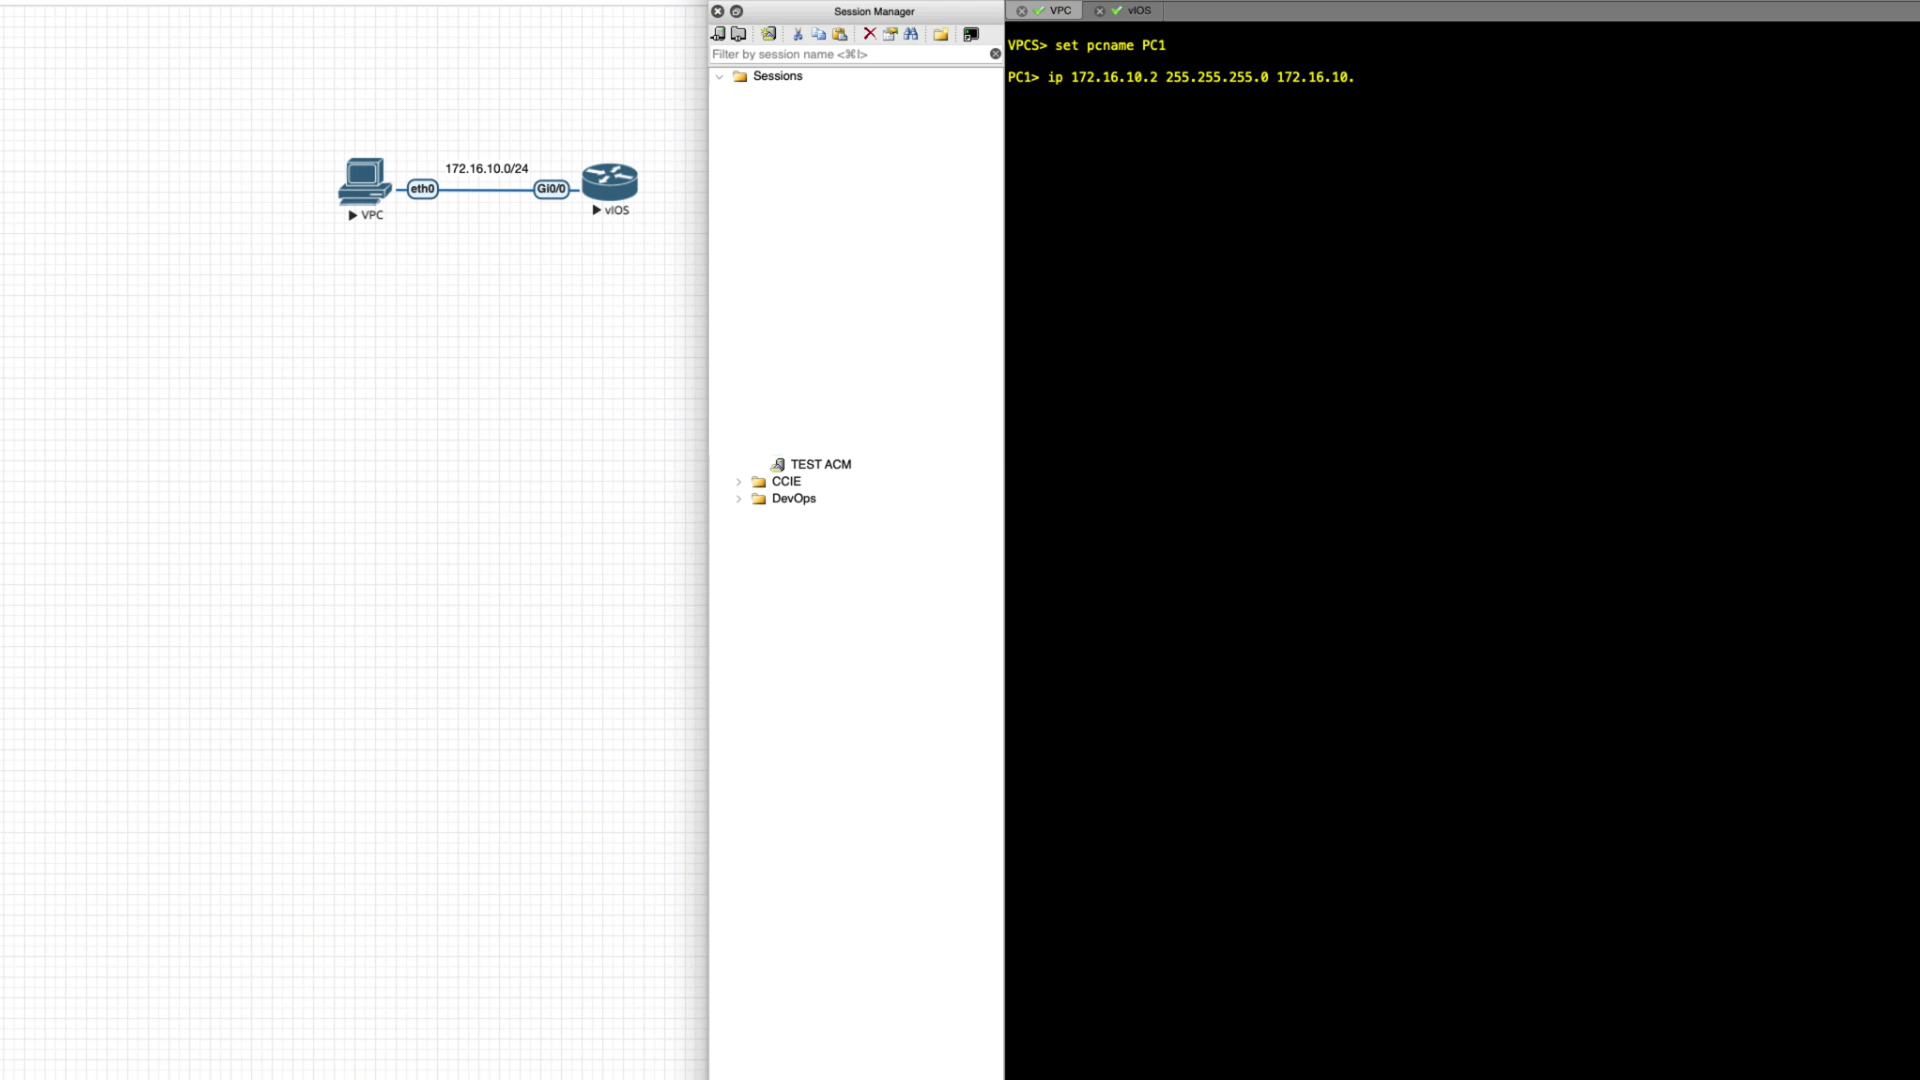 172.16.10.0/24
eth0
Gi0/0
VPC
vIOS
Session Manager
Filter by session name <⌘I>
Sessions
TEST ACM
CCIE
DevOps
VPC
vIOS
VPCS> set pcname PC1
PC1> ip 172.16.10.2 255.255.255.0 172.16.10.